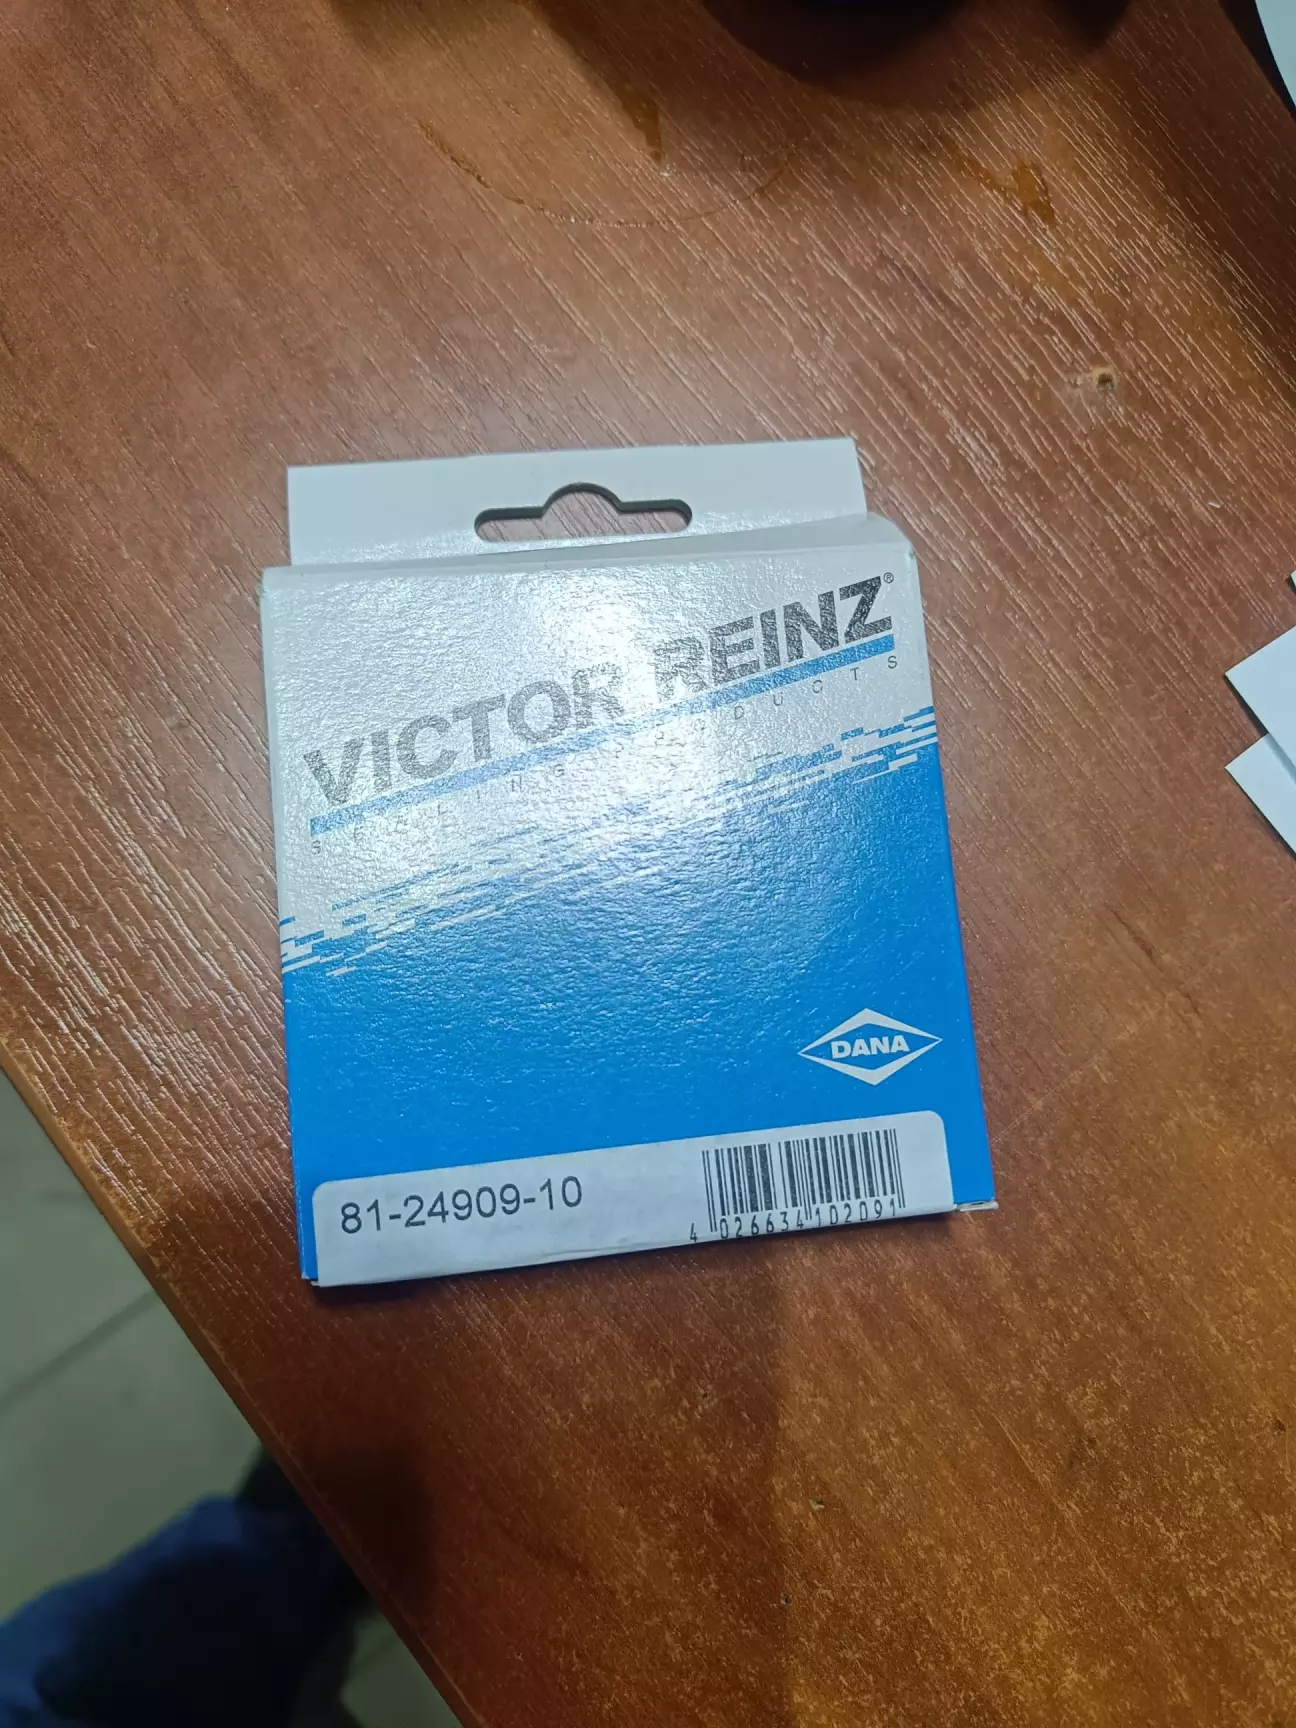 VICTOR REINZ®
SEALING PRODUCTS
DANA
81-24909-10
4 026634 102091